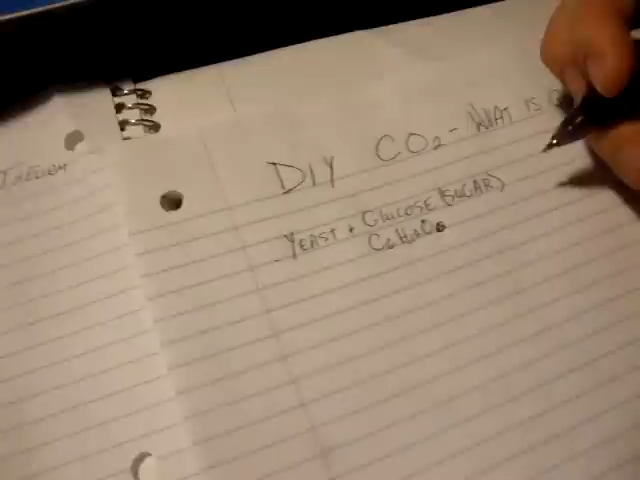 DIY CO2 - WHAT IS
YEAST + GLUCOSE (SUGAR)
C6H12O6